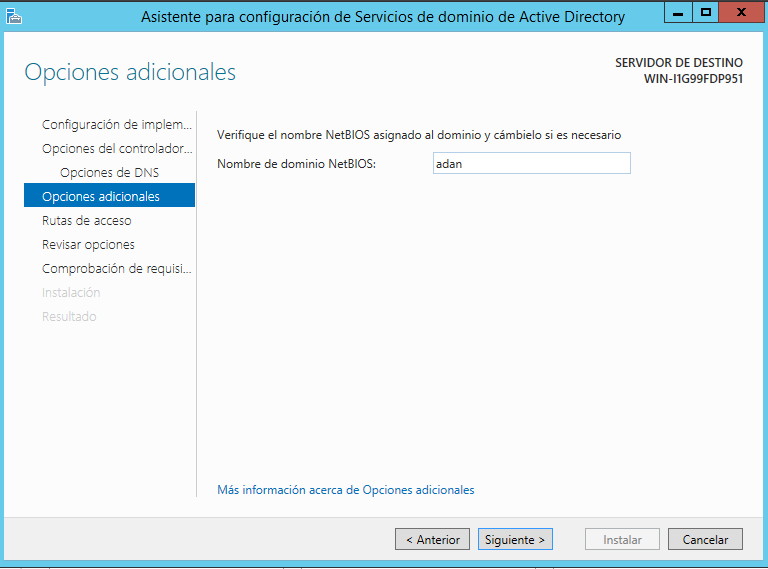 Asistente para configuración de Servicios de dominio de Active Directory
Opciones adicionales
SERVIDOR DE DESTINO
WIN-I1G99FDP951
Configuración de implem...
Opciones del controlador...
Opciones de DNS
Opciones adicionales
Rutas de acceso
Revisar opciones
Comprobación de requisi...
Instalación
Resultado
Verifique el nombre NetBIOS asignado al dominio y cámbielo si es necesario
Nombre de dominio NetBIOS: adan
Más información acerca de Opciones adicionales
< Anterior Siguiente > Instalar Cancelar